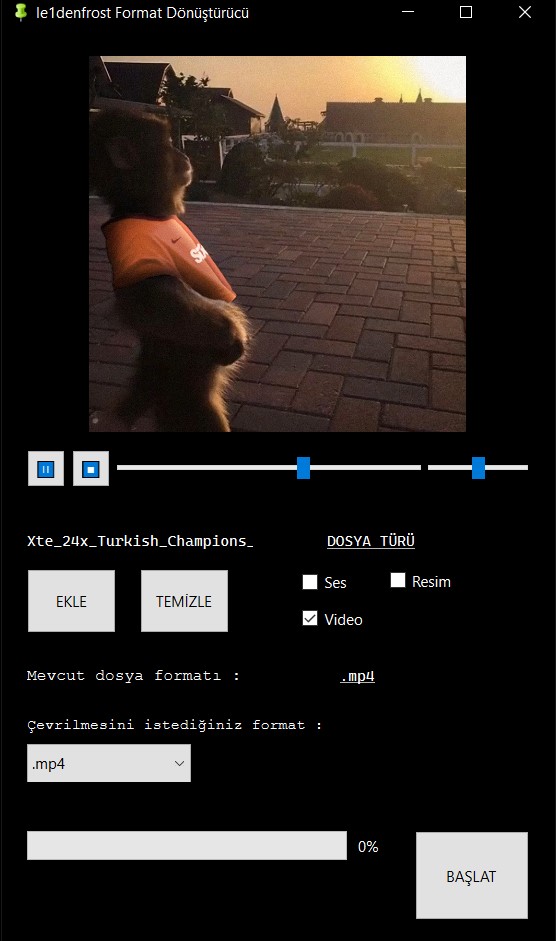 le1denfrost Format Dönüştürücü
Xte_24x_Turkish_Champions_
DOSYA TÜRÜ
EKLE
TEMİZLE
Ses
Resim
Video
Mevcut dosya formatı :
.mp4
Çevrilmesini istediğiniz format :
.mp4
0%
BAŞLAT